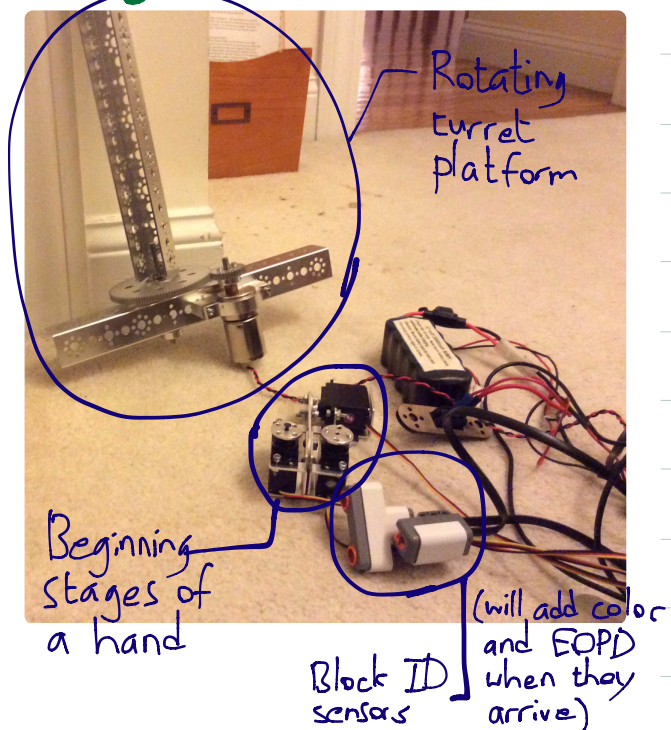 Rotating
turret
platform
Beginning
stages of
a hand
Block ID
sensors
(will add color
and EOPD
when they
arrive)